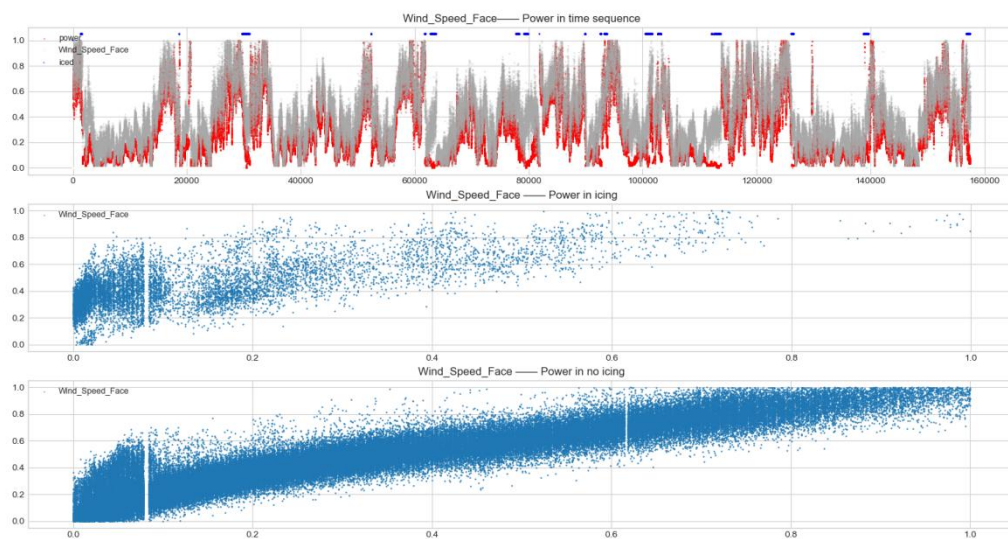 Wind_Speed_Face—— Power in time sequence
1.0
0.8
0.6
0.4
0.2
0.0
power
Wind_Speed_Face
iced
0 20000 40000 60000 80000 100000 120000 140000 160000
Wind_Speed_Face —— Power in icing
1.0
0.8
0.6
0.4
0.2
0.0
Wind_Speed_Face
0.0 0.2 0.4 0.6 0.8 1.0
Wind_Speed_Face —— Power in no icing
1.0
0.8
0.6
0.4
0.2
0.0
Wind_Speed_Face
0.0 0.2 0.4 0.6 0.8 1.0